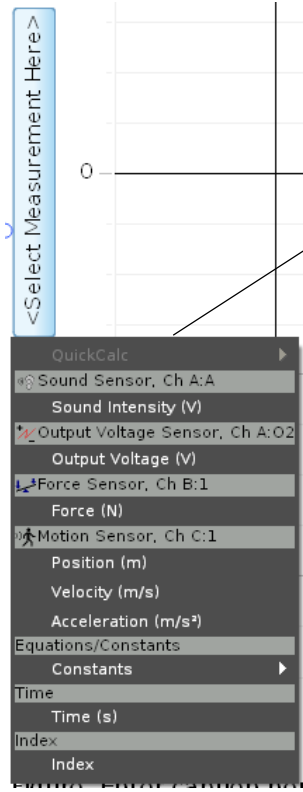 <Select Measurement Here>
0
QuickCalc
Sound Sensor, Ch A:A
Sound Intensity (V)
Output Voltage Sensor, Ch A:O2
Output Voltage (V)
Force Sensor, Ch B:1
Force (N)
Motion Sensor, Ch C:1
Position (m)
Velocity (m/s)
Acceleration (m/s²)
Equations/Constants
Constants
Time
Time (s)
Index
Index